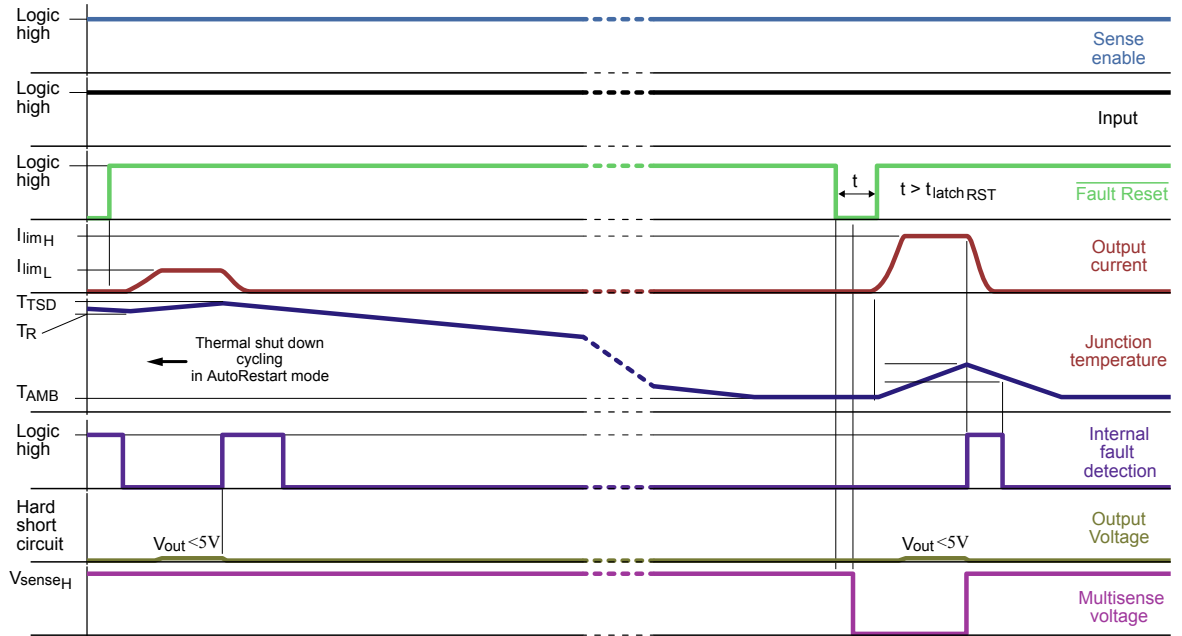 Logic
high
Sense
enable
Logic
high
Input
Logic
high
t
t > tlatchRST
Fault Reset
IlimH
IlimL
Output
current
TTSD
TR
Thermal shut down
cycling
in AutoRestart mode
Junction
temperature
TAMB
Logic
high
Internal
fault
detection
Hard
short
circuit
Vout <5V
Vout <5V
Output
Voltage
VsenseH
Multisense
voltage